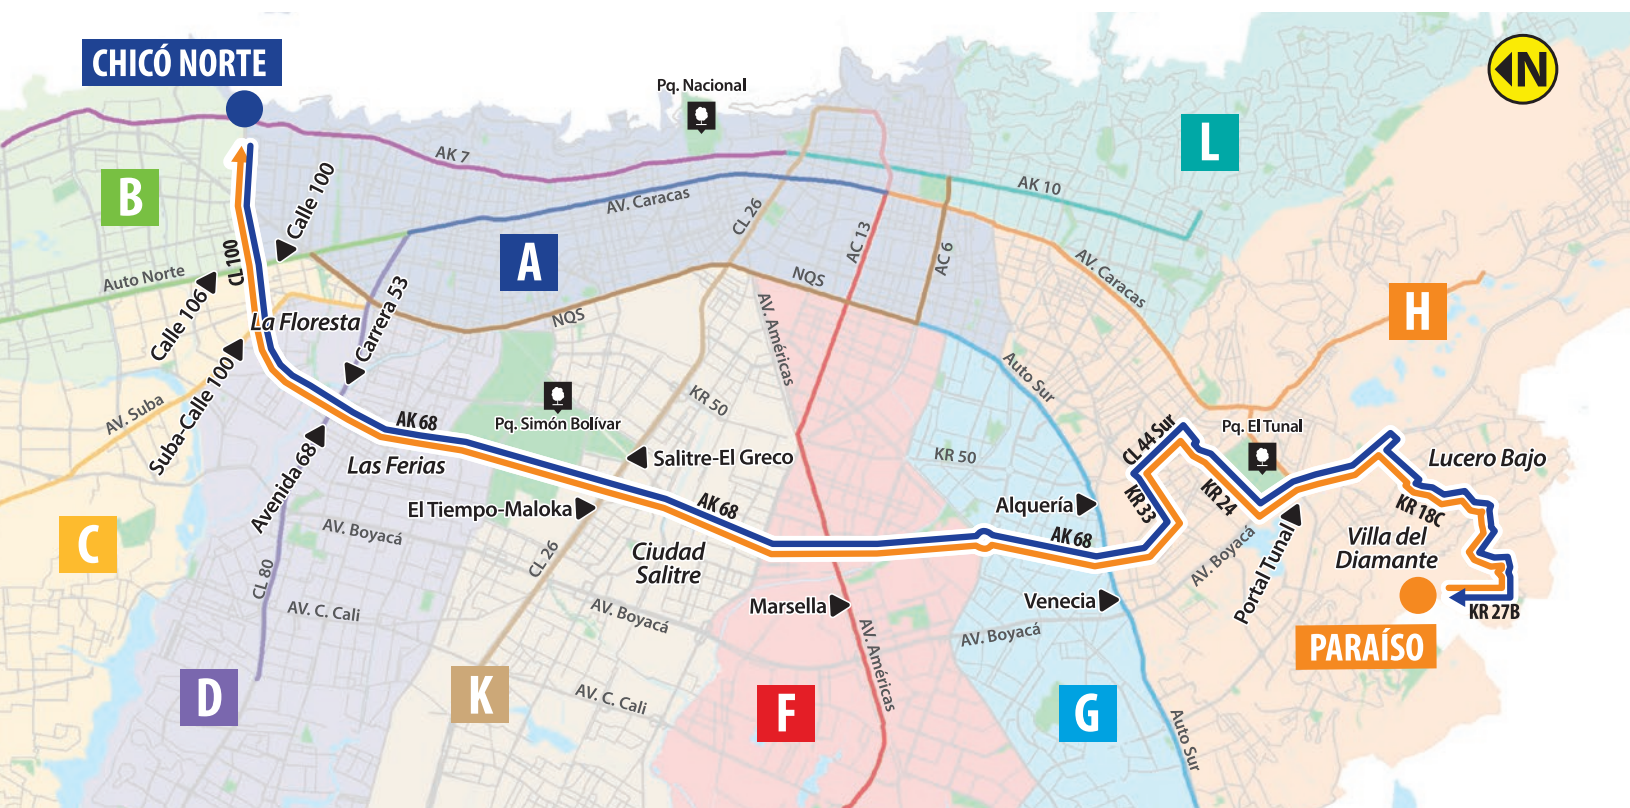 CHICÓ NORTE
N
Pq. Nacional
L
B
AK 7
Calle 100
AV. Caracas
AK 10
CL 26
AC 13
AC 6
A
CL 100
Auto Norte
Calle 106
La Floresta
Carrera 53
NQS
NQS
AV. Américas
AV. Caracas
H
Auto Sur
AV. Suba
Suba-Calle 100
AK 68
Pq. Simón Bolívar
KR 50
Las Ferias
Avenida 68
Salitre-El Greco
KR 50
CL 44 Sur
Pq. El Tunal
Lucero Bajo
KR 33
KR 24
KR 18C
El Tiempo-Maloka
AK 68
Alquería
AK 68
C
AV. Boyacá
CL 26
Ciudad
Salitre
AV. Boyacá
Portal Tunal
Villa del
Diamante
CL 80
AV. C. Cali
AV. Boyacá
Marsella
Venecia
AV. Boyacá
KR 27B
PARAÍSO
AV. Américas
D
K
AV. C. Cali
F
G
Auto Sur